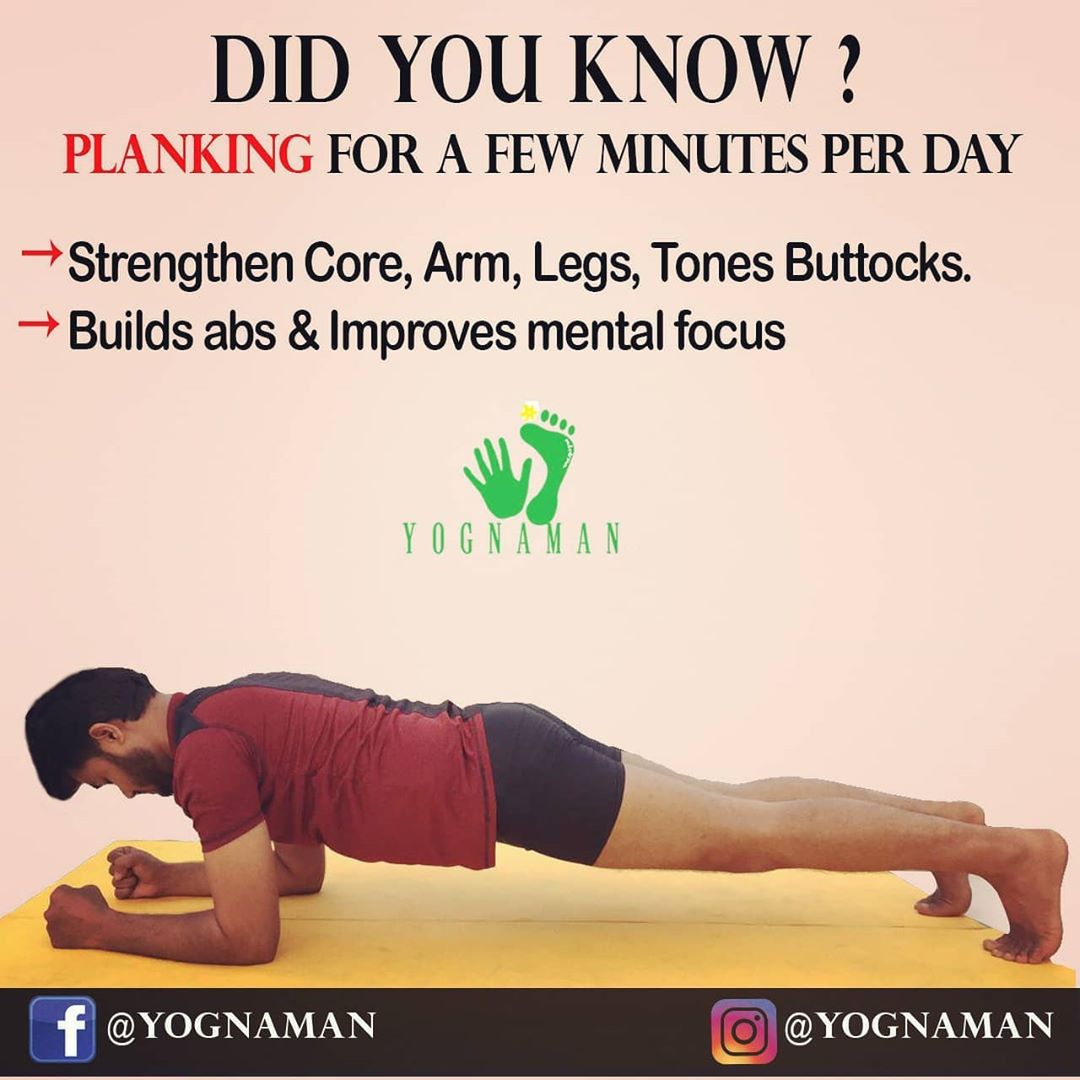 DID YOU KNOW ?
PLANKING FOR A FEW MINUTES PER DAY
→ Strengthen Core, Arm, Legs, Tones Buttocks.
→ Builds abs & Improves mental focus
YOGNAMAN
@YOGNAMAN
@YOGNAMAN